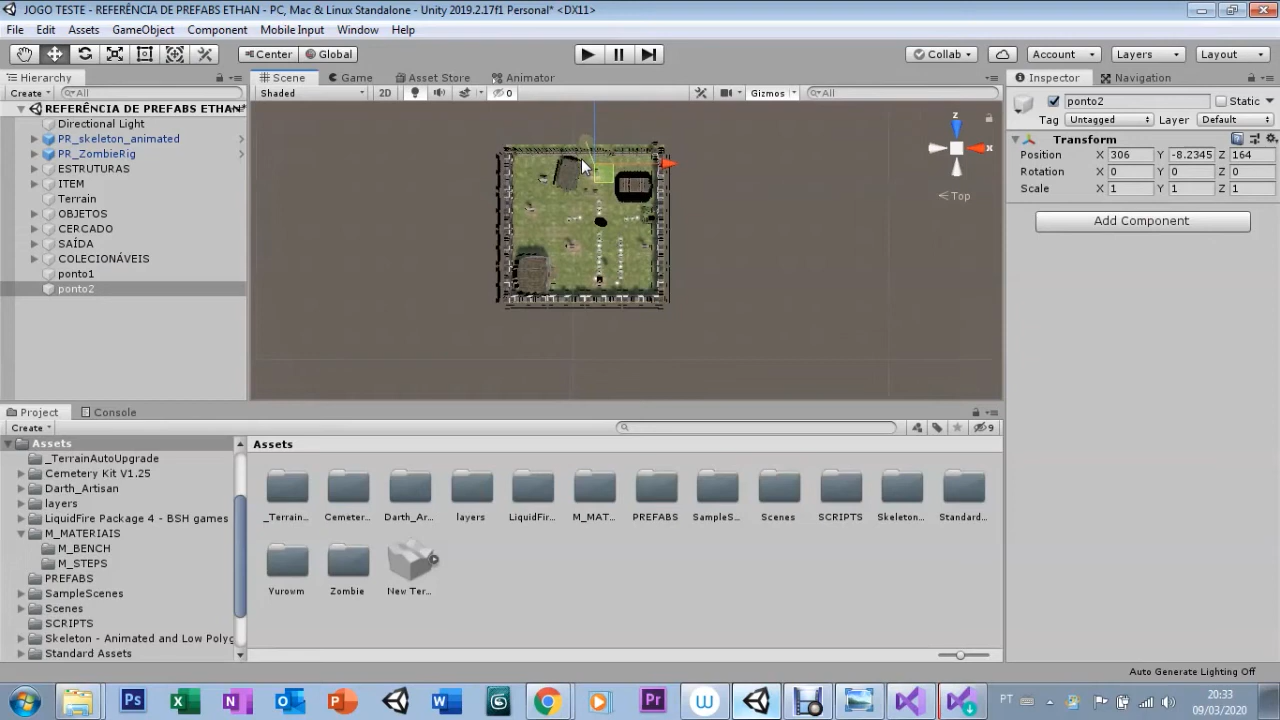 JOGO TESTE - REFERÊNCIA DE PREFABS ETHAN - PC, Mac & Linux Standalone - Unity 2019.2.17f1 Personal* <DX11>
File Edit Assets GameObject Component Mobile Input Window Help
Center Global Collab Account Layers Layout
Hierarchy Scene Game Asset Store Animator Inspector Navigation
Create All Shaded 2D 0 Gizmos All
REFERÊNCIA DE PREFABS ETHAN*
Directional Light
PR_skeleton_animated
PR_ZombieRig
ESTRUTURAS
ITEM
Terrain
OBJETOS
CERCADO
SAÍDA
COLECIONÁVEIS
ponto1
ponto2
z
x
Top
ponto2 Static
Tag Untagged Layer Default
Transform
Position X 306 Y -8.2345 Z 164
Rotation X 0 Y 0 Z 0
Scale X 1 Y 1 Z 1
Add Component
Project Console
Create 9
Assets
_TerrainAutoUpgrade
Cemetery Kit V1.25
Darth_Artisan
layers
LiquidFire Package 4 - BSH games
M_MATERIAIS
M_BENCH
M_STEPS
PREFABS
SampleScenes
Scenes
SCRIPTS
Skeleton - Animated and Low Polyg
Standard Assets
Assets
_Terrain... Cemeter... Darth_Ar... layers LiquidFir... M_MAT... PREFABS SampleS... Scenes SCRIPTS Skeleton... Standard...
Yurowm Zombie New Ter...
Auto Generate Lighting Off
Ps X N O P W S Pr W PT 20:33
09/03/2020